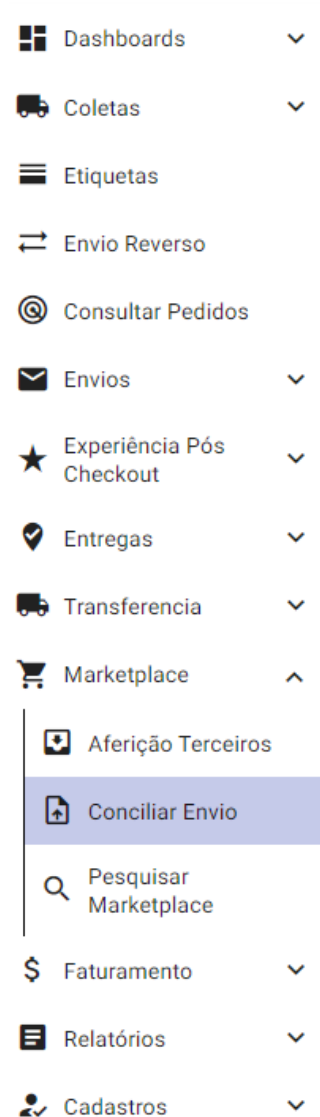 Dashboards
Coletas
Etiquetas
Envio Reverso
Consultar Pedidos
Envios
Experiência Pós
Checkout
Entregas
Transferencia
Marketplace
Aferição Terceiros
Conciliar Envio
Pesquisar
Marketplace
Faturamento
Relatórios
Cadastros